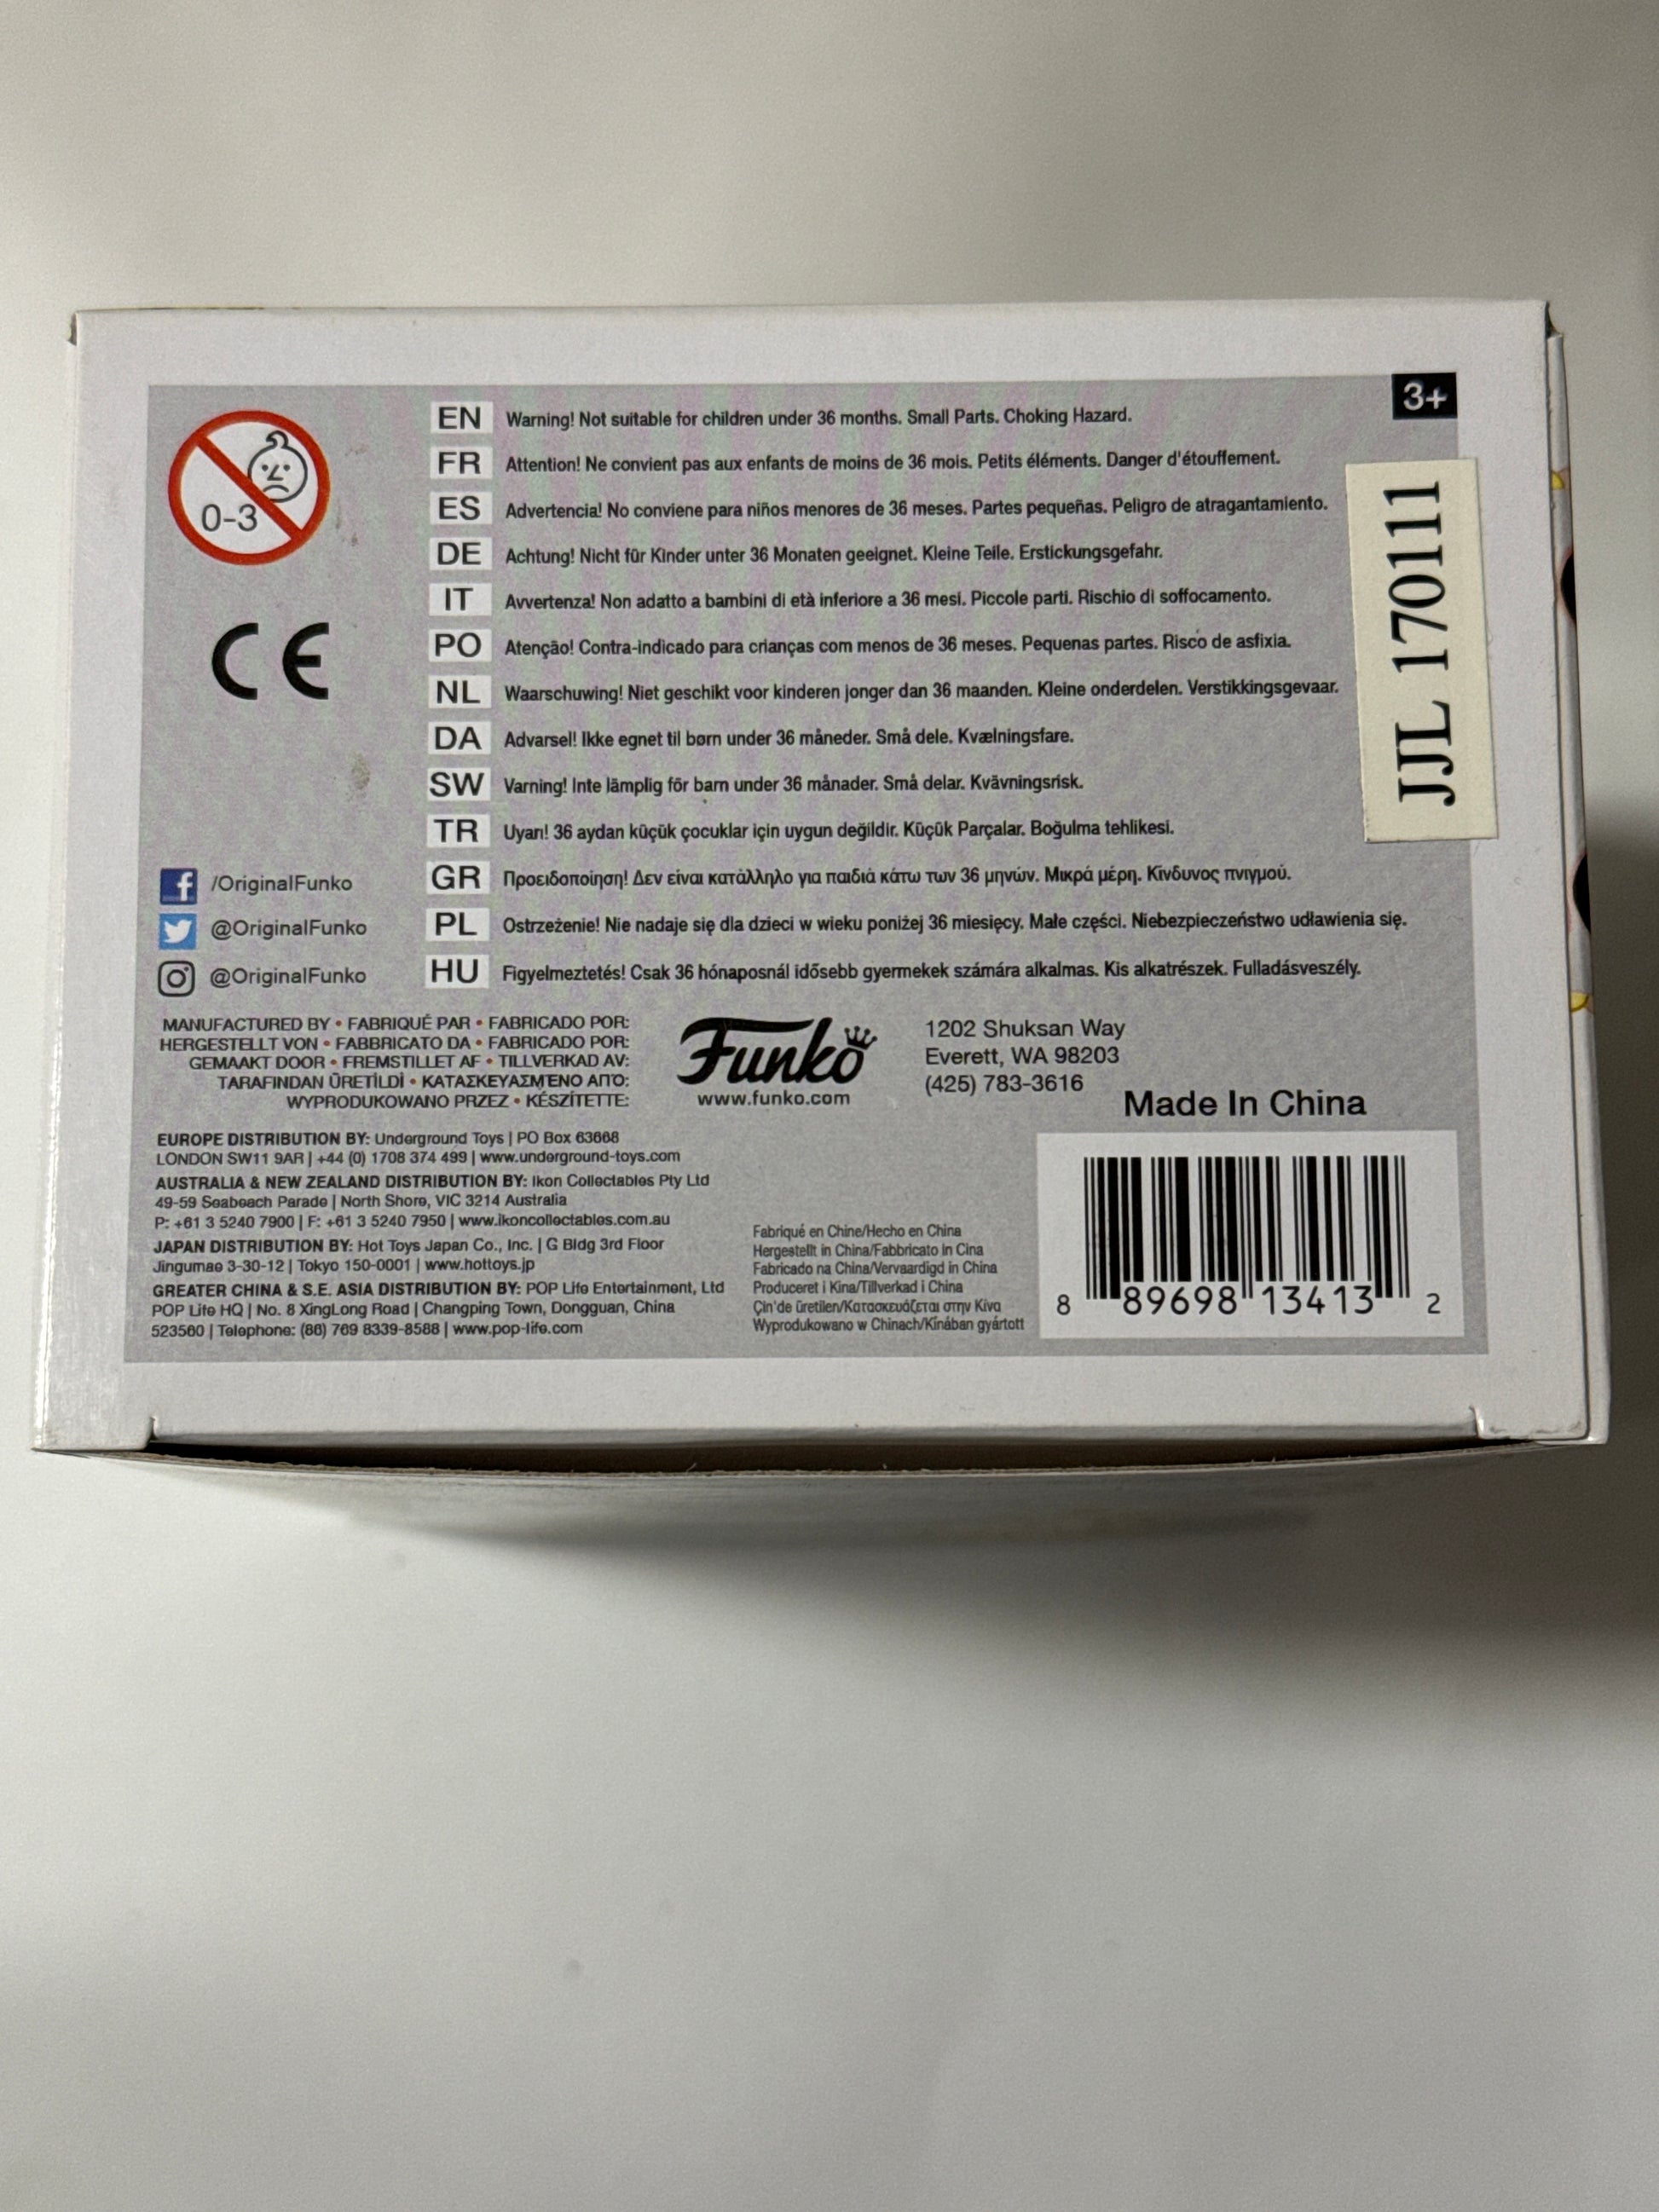 3+
0-3
EN Warning! Not suitable for children under 36 months. Small Parts. Choking Hazard.
FR Attention! Ne convient pas aux enfants de moins de 36 mois. Petits éléments. Danger d'étouffement.
ES Advertencia! No conviene para niños menores de 36 meses. Partes pequeñas. Peligro de atragantamiento.
DE Achtung! Nicht für Kinder unter 36 Monaten geeignet. Kleine Teile. Erstickungsgefahr.
IT Avvertenza! Non adatto a bambini di età inferiore a 36 mesi. Piccole parti. Rischio di soffocamento.
PO Atenção! Contra-indicado para crianças com menos de 36 meses. Pequenas partes. Risco de asfixia.
NL Waarschuwing! Niet geschikt voor kinderen jonger dan 36 maanden. Kleine onderdelen. Verstikkingsgevaar.
DA Advarsel! Ikke egnet til børn under 36 måneder. Små dele. Kvælningsfare.
SW Varning! Inte lämplig för barn under 36 månader. Små delar. Kvävningsrisk.
TR Uyarı! 36 aydan küçük çocuklar için uygun değildir. Küçük Parçalar. Boğulma tehlikesi.
GR Προειδοποίηση! Δεν είναι κατάλληλο για παιδιά κάτω των 36 μηνών. Μικρά μέρη. Κίνδυνος πνιγμού.
PL Ostrzeżenie! Nie nadaje się dla dzieci w wieku poniżej 36 miesięcy. Małe części. Niebezpieczeństwo udławienia się.
HU Figyelmeztetés! Csak 36 hónaposnál idősebb gyermekek számára alkalmas. Kis alkatrészek. Fulladásveszély.
JJL 170111
CE
/OriginalFunko
@OriginalFunko
@OriginalFunko
MANUFACTURED BY • FABRIQUÉ PAR • FABRICADO POR:
HERGESTELLT VON • FABBRICATO DA • FABRICADO POR:
GEMAAKT DOOR • FREMSTILLET AF • TILLVERKAD AV:
TARAFINDAN ÜRETİLDİ • ΚΑΤΑΣΚΕΥΑΣΜΈΝΟ ΑΠΌ:
WYPRODUKOWANO PRZEZ • KÉSZÍTETTE:
Funko
www.funko.com
1202 Shuksan Way
Everett, WA 98203
(425) 783-3616
Made In China
EUROPE DISTRIBUTION BY: Underground Toys | PO Box 63668
LONDON SW11 9AR | +44 (0) 1708 374 499 | www.underground-toys.com
AUSTRALIA & NEW ZEALAND DISTRIBUTION BY: Ikon Collectables Pty Ltd
49-59 Seabeach Parade | North Shore, VIC 3214 Australia
P: +61 3 5240 7900 | F: +61 3 5240 7950 | www.ikoncollectables.com.au
JAPAN DISTRIBUTION BY: Hot Toys Japan Co., Inc. | G Bldg 3rd Floor
Jingumae 3-30-12 | Tokyo 150-0001 | www.hottoys.jp
GREATER CHINA & S.E. ASIA DISTRIBUTION BY: POP Life Entertainment, Ltd
POP Life HQ | No. 8 XingLong Road | Changping Town, Dongguan, China
523560 | Telephone: (86) 769 8339-8588 | www.pop-life.com
Fabriqué en Chine/Hecho en China
Hergestellt in China/Fabbricato in Cina
Fabricado na China/Vervaardigd in China
Produceret i Kina/Tillverkad i China
Çin'de üretilen/Κατασκευάζεται στην Κίνα
Wyprodukowano w Chinach/Kínában gyártott
8 89698 13413 2